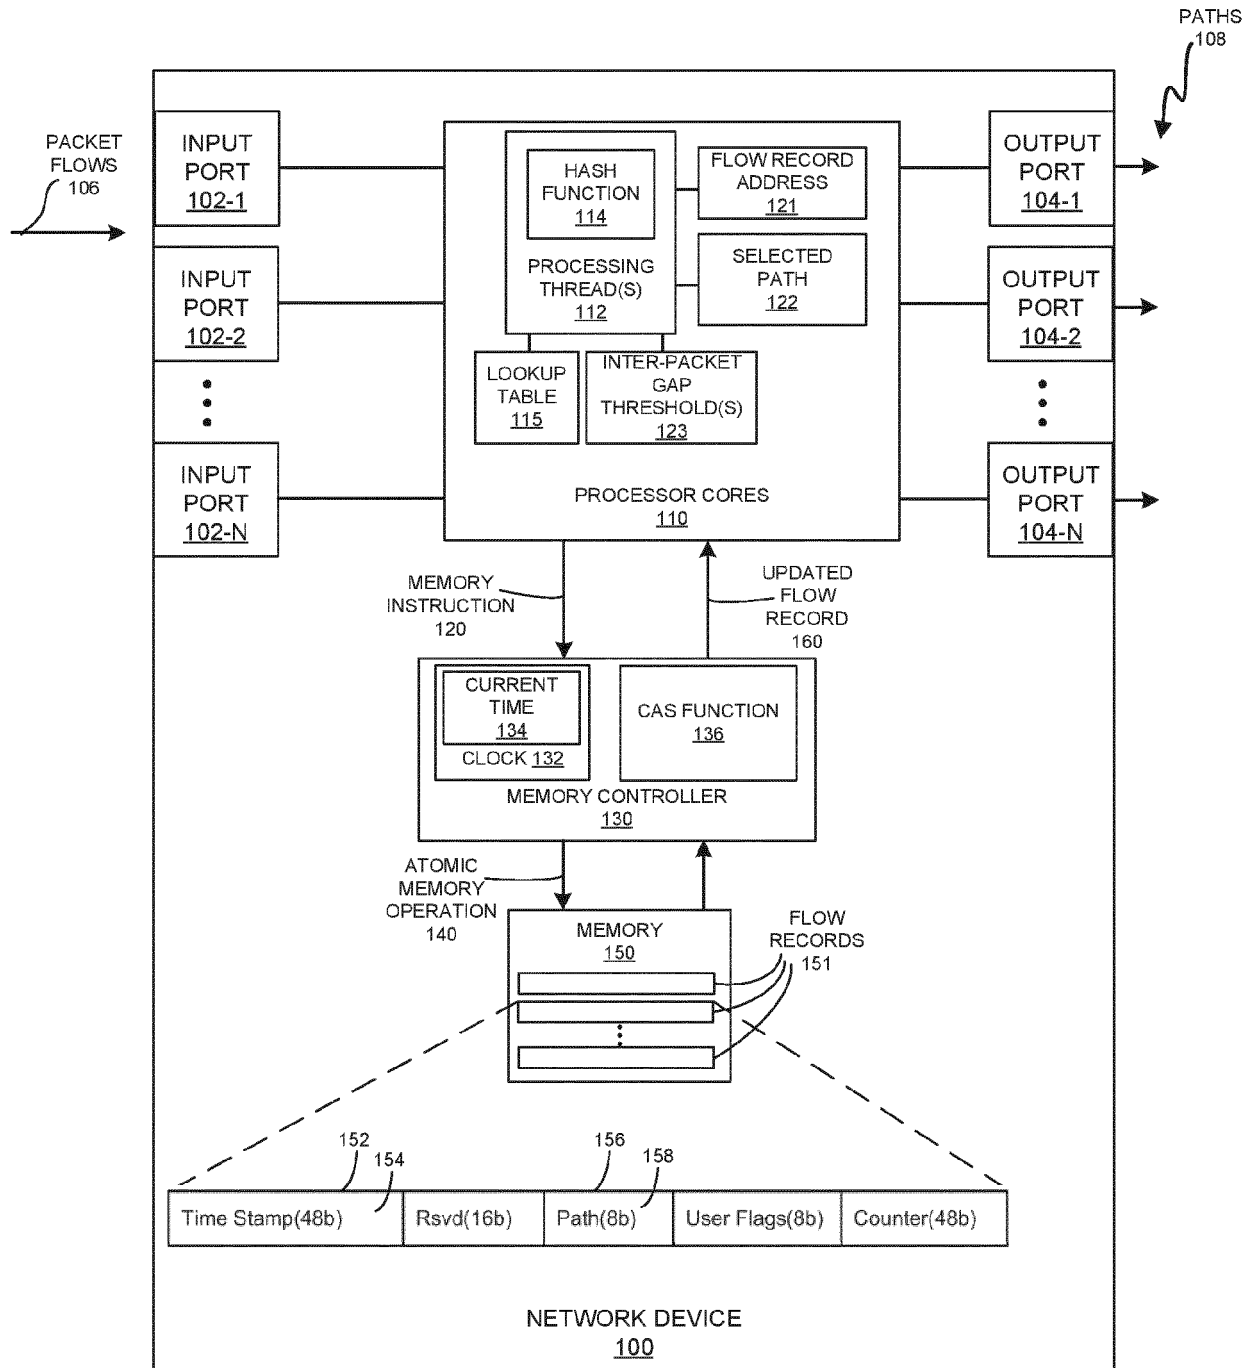 PATHS
108
PACKET
FLOWS
106
INPUT
PORT
102-1
HASH
FUNCTION
114
PROCESSING
THREAD(S)
112
FLOW RECORD
ADDRESS
121
OUTPUT
PORT
104-1
INPUT
PORT
102-2
SELECTED
PATH
122
OUTPUT
PORT
104-2
LOOKUP
TABLE
115
INTER-PACKET
GAP
THRESHOLD(S)
123
INPUT
PORT
102-N
PROCESSOR CORES
110
OUTPUT
PORT
104-N
MEMORY
INSTRUCTION
120
UPDATED
FLOW
RECORD
160
CURRENT
TIME
134
CLOCK 132
CAS FUNCTION
136
MEMORY CONTROLLER
130
ATOMIC
MEMORY
OPERATION
140
MEMORY
150
FLOW
RECORDS
151
152
154
156
158
Time Stamp(48b)
Rsvd(16b)
Path(8b)
User Flags(8b)
Counter(48b)
NETWORK DEVICE
100